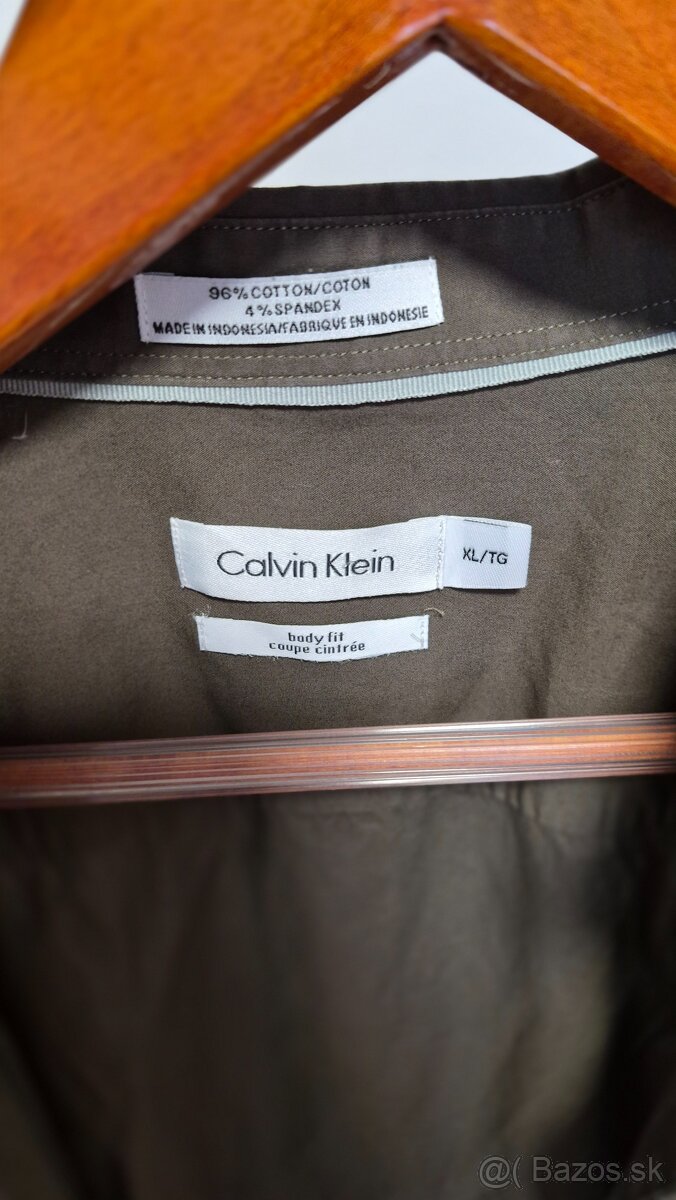 96% COTTON/COTON
4% SPANDEX
MADE IN INDONESIA/FABRIQUE EN INDONESIE
Calvin Klein
XL/TG
body fit
coupe cintrée
@( Bazos.sk